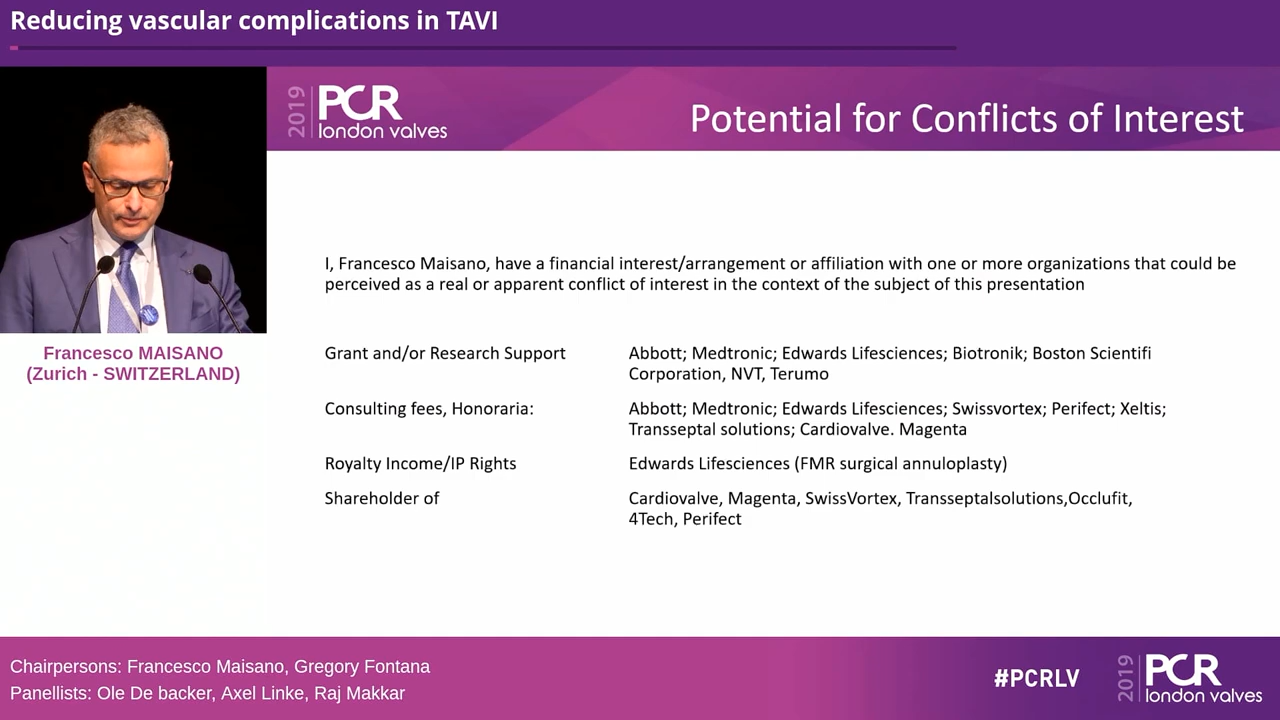 Reducing vascular complications in TAVI
2019 PCR
london valves
Potential for Conflicts of Interest
I, Francesco Maisano, have a financial interest/arrangement or affiliation with one or more organizations that could be
perceived as a real or apparent conflict of interest in the context of the subject of this presentation
Grant and/or Research Support
Abbott; Medtronic; Edwards Lifesciences; Biotronik; Boston Scientifi
Corporation, NVT, Terumo
Consulting fees, Honoraria:
Abbott; Medtronic; Edwards Lifesciences; Swissvortex; Perifect; Xeltis;
Transseptal solutions; Cardiovalve. Magenta
Royalty Income/IP Rights
Edwards Lifesciences (FMR surgical annuloplasty)
Shareholder of
Cardiovalve, Magenta, SwissVortex, Transseptalsolutions,Occlufit,
4Tech, Perifect
Francesco MAISANO
(Zurich - SWITZERLAND)
Chairpersons: Francesco Maisano, Gregory Fontana
Panellists: Ole De backer, Axel Linke, Raj Makkar
#PCRLV
2019 PCR
london valves